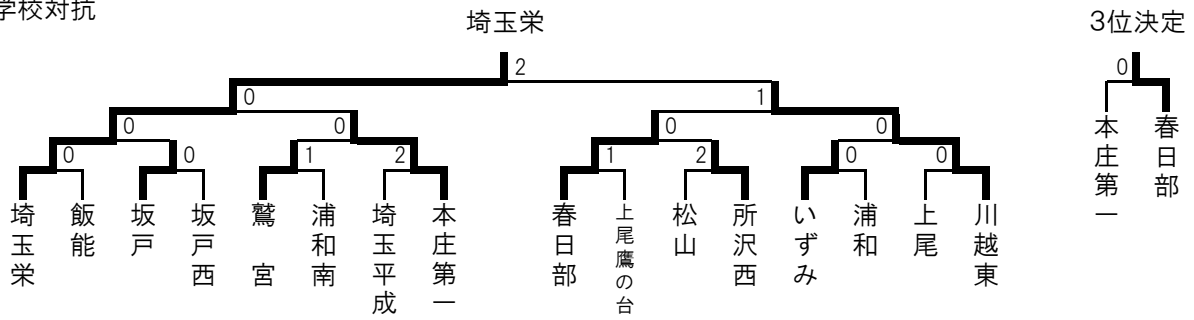 学校対抗
埼玉栄
3位決定
2
0
0
1
0
0
0
0
0
0
1
2
1
2
0
0
埼玉栄
飯能
坂戸
坂戸西
鷲宮
浦和南
埼玉平成
本庄第一
春日部
上尾鷹の台
松山
所沢西
いずみ
浦和
上尾
川越東
本庄第一
春日部